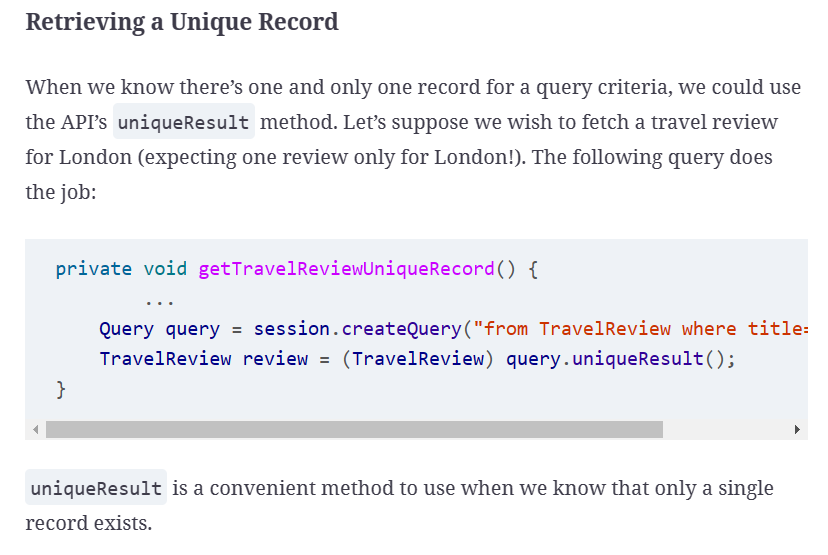 Retrieving a Unique Record
When we know there’s one and only one record for a query criteria, we could use
the API’s uniqueResult method. Let’s suppose we wish to fetch a travel review
for London (expecting one review only for London!). The following query does
the job:
private void getTravelReviewUniqueRecord() {
...
Query query = session.createQuery("from TravelReview where title=
TravelReview review = (TravelReview) query.uniqueResult();
}
uniqueResult is a convenient method to use when we know that only a single
record exists.